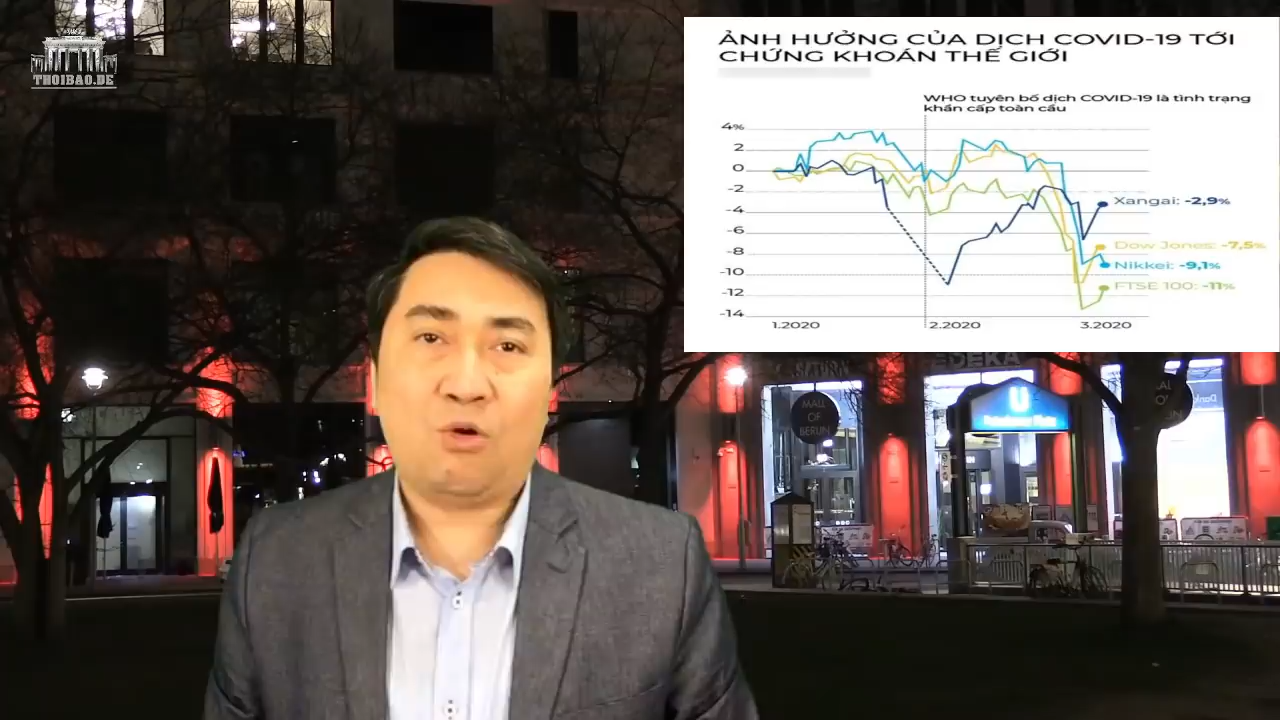 THOIBAO.DE
ẢNH HƯỞNG CỦA DỊCH COVID-19 TỚI
CHỨNG KHOÁN THẾ GIỚI
WHO tuyên bố dịch COVID-19 là tình trạng
khẩn cấp toàn cầu
4%
2
0
-2
-4
-6
-8
-10
-12
-14
Xangai: -2,9%
Dow Jones: -7,5%
Nikkei: -9,1%
FTSE 100: -11%
1.2020
2.2020
3.2020
EDEKA
MALL
OF
BERLIN
U